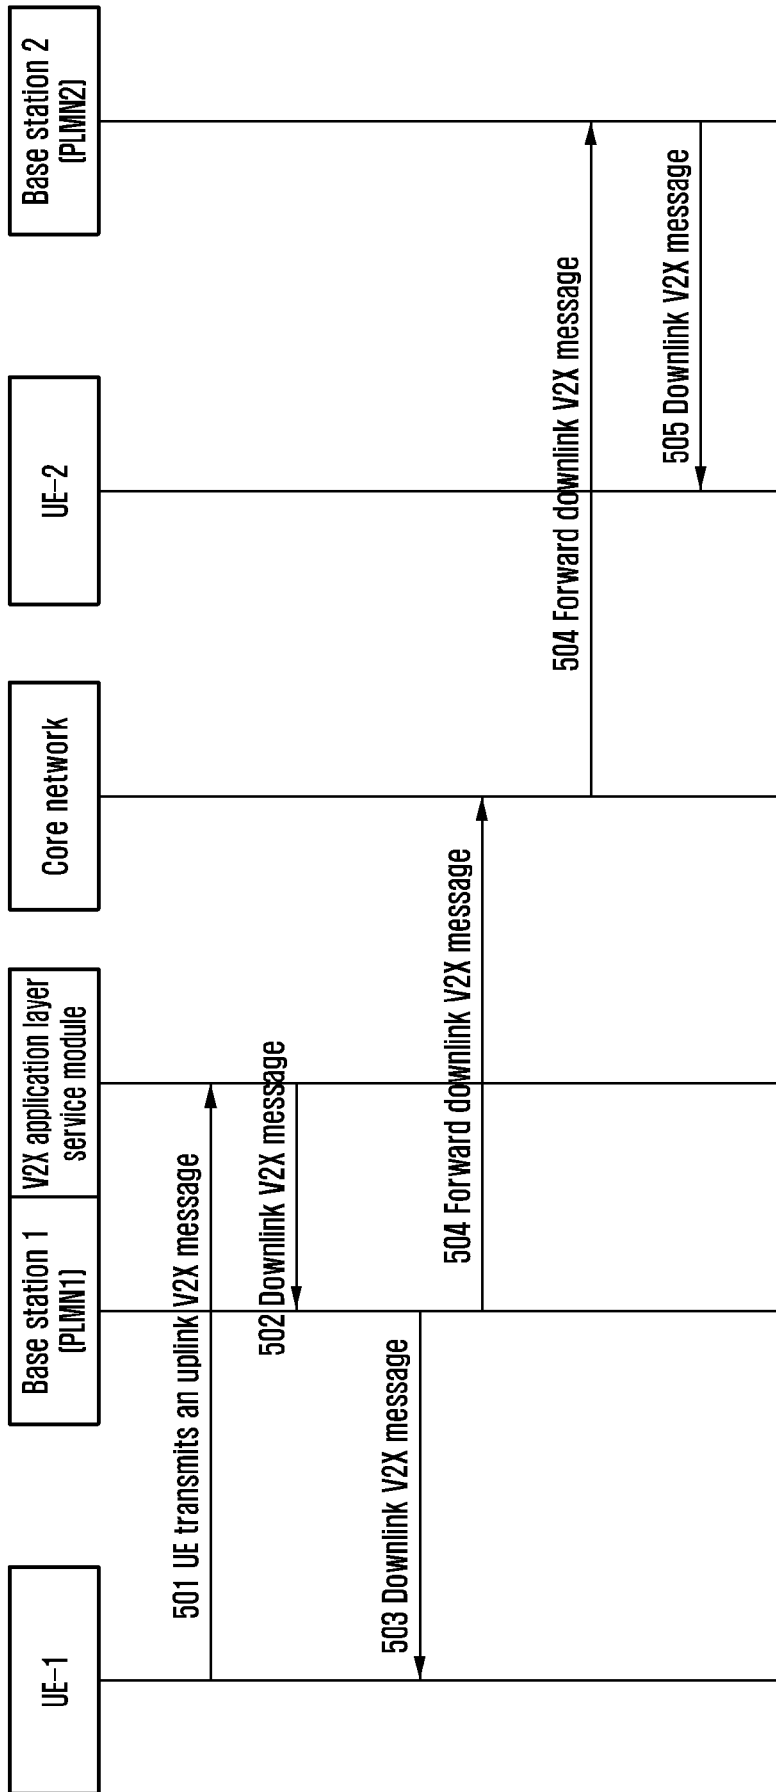 UE-1
Base station 1
(PLMN1)
V2X application layer
service module
Core network
UE-2
Base station 2
(PLMN2)
501 UE transmits an uplink V2X message
502 Downlink V2X message
503 Downlink V2X message
504 Forward downlink V2X message
504 Forward downlink V2X message
505 Downlink V2X message